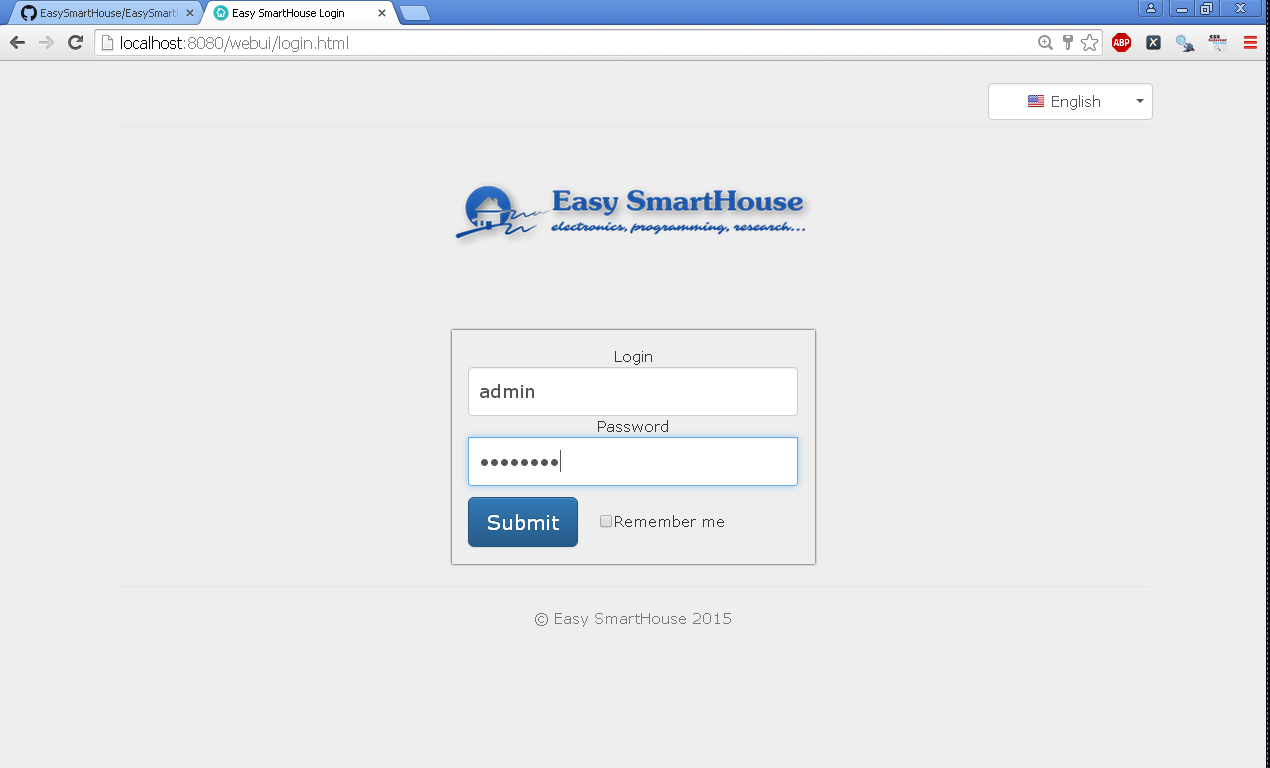 EasySmartHouse/EasySmartH
Easy SmartHouse Login
localhost:8080/webui/login.html
ABP
English
Easy SmartHouse
electronics, programming, research...
Login
admin
Password
••••••••
Submit
Remember me
© Easy SmartHouse 2015